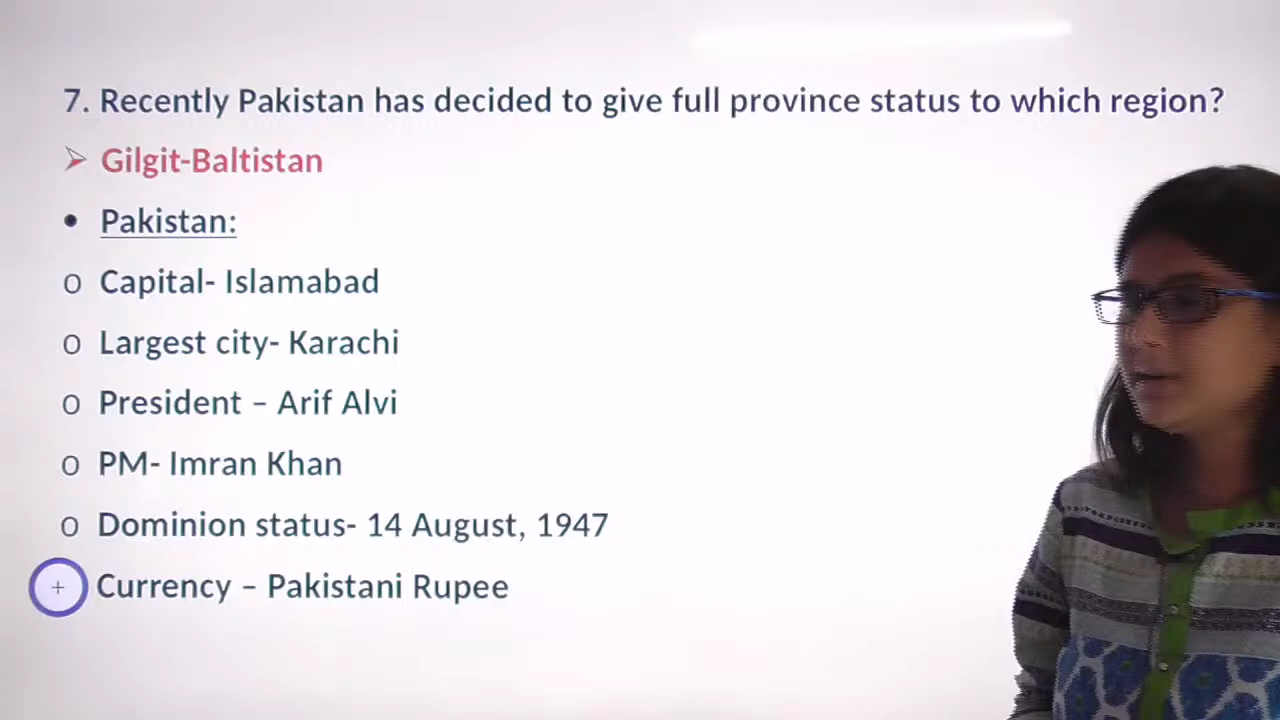 7. Recently Pakistan has decided to give full province status to which region?
➢ Gilgit-Baltistan
• Pakistan:
o Capital- Islamabad
o Largest city- Karachi
o President – Arif Alvi
o PM- Imran Khan
o Dominion status- 14 August, 1947
Currency – Pakistani Rupee